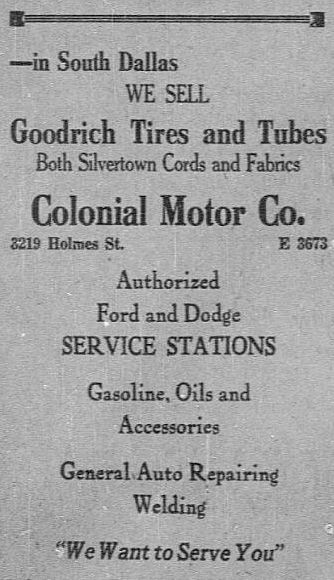 —in South Dallas
WE SELL
Goodrich Tires and Tubes
Both Silvertown Cords and Fabrics
Colonial Motor Co.
3219 Holmes St. E 3673
Authorized
Ford and Dodge
SERVICE STATIONS
Gasoline, Oils and
Accessories
General Auto Repairing
Welding
"We Want to Serve You"